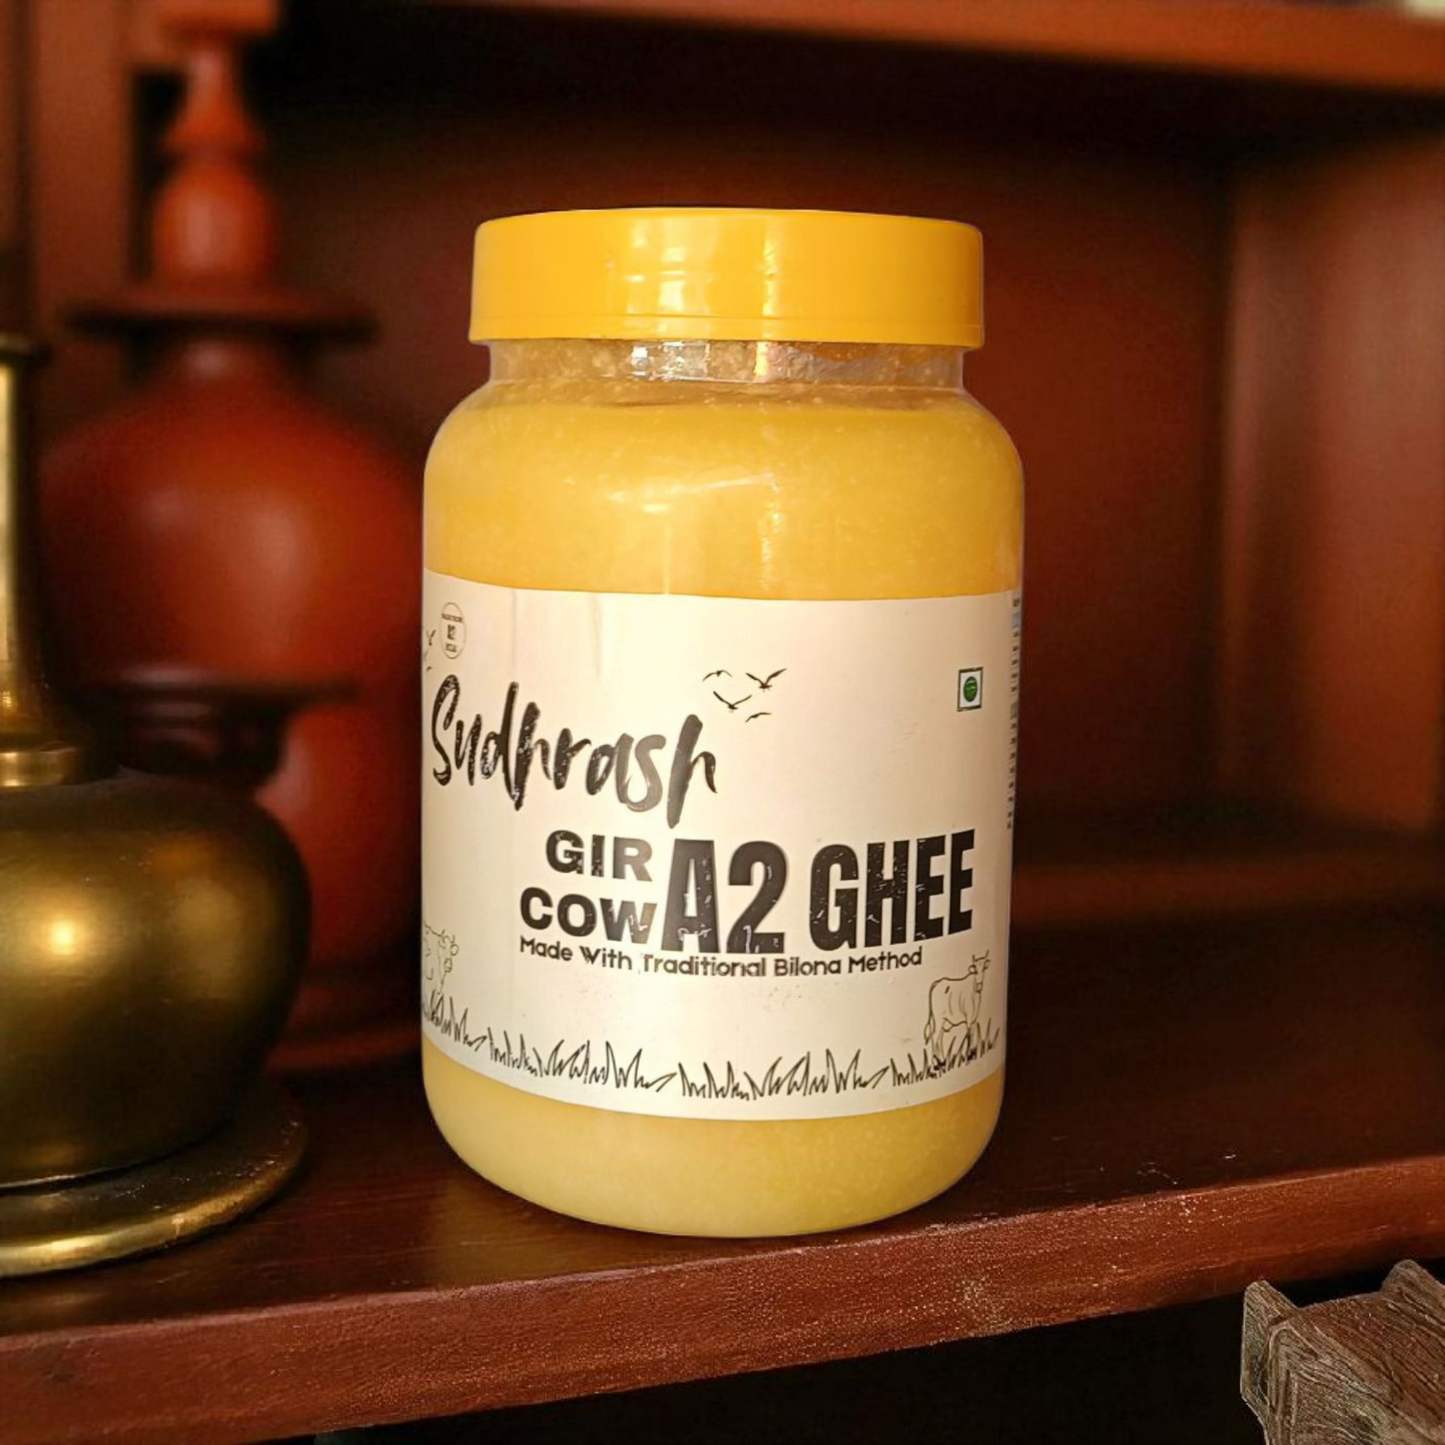 Sudhrash
GIR
COW
A2 GHEE
Made With Traditional Bilona Method